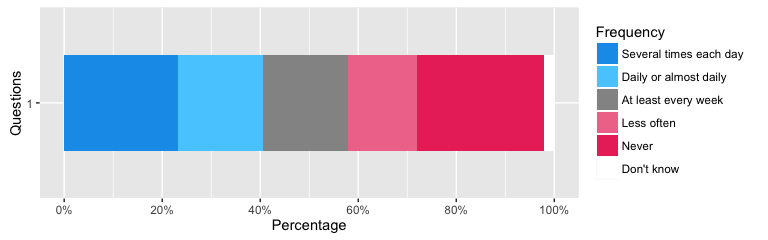 Questions
1
0%
20%
40%
60%
80%
100%
Percentage
Frequency
Several times each day
Daily or almost daily
At least every week
Less often
Never
Don't know